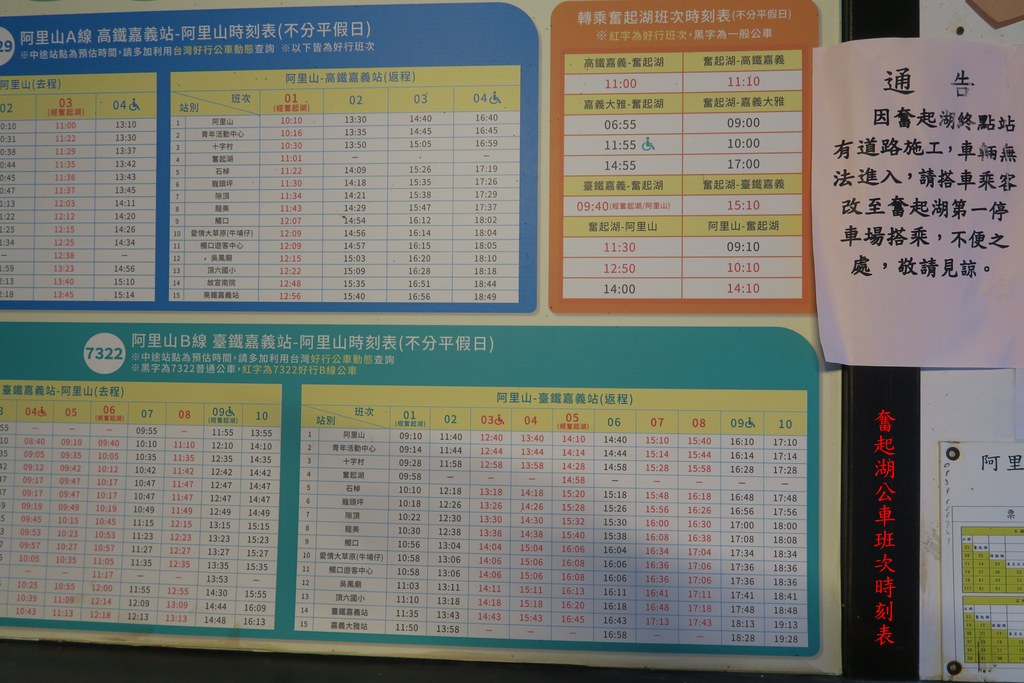 29
阿里山A線 高鐵嘉義站-阿里山時刻表(不分平假日)
※中途站點為預估時間,請多加利用台灣好行公車動態查詢 ※以下皆為好行班次
阿里山(去程)
02 03 04
(經奮起湖)
0:10 11:00 13:10
0:31 11:22 13:30
0:38 11:29 13:37
0:44 11:35 13:42
0:45 11:36 13:43
0:47 11:37 13:45
1:13 12:03 14:11
1:22 12:12 14:20
1:25 12:15 14:26
1:34 12:25 14:34
– 12:38 –
1:59 13:23 14:56
2:13 13:40 15:10
2:18 13:45 15:14
阿里山-高鐵嘉義站(返程)
站別 班次 01 02 03 04
(經奮起湖)
1 阿里山 10:10 13:30 14:40 16:40
2 青年活動中心 10:16 13:35 14:45 16:45
3 十字村 10:30 13:50 15:05 16:59
4 奮起湖 11:01 – – –
5 石棹 11:22 14:09 15:26 17:19
6 龍頭坪 11:30 14:18 15:35 17:26
7 隙頂 11:34 14:21 15:38 17:29
8 龍美 11:43 14:29 15:47 17:37
9 觸口 12:07 14:54 16:12 18:02
10 愛情大草原(牛埔仔) 12:09 14:56 16:14 18:04
11 觸口遊客中心 12:09 14:57 16:15 18:05
12 吳鳳廟 12:15 15:03 16:20 18:10
13 頂六國小 12:22 15:09 16:28 18:18
14 故宮南院 12:48 15:35 16:51 18:44
15 高鐵嘉義站 12:56 15:40 16:56 18:49
轉乘奮起湖班次時刻表(不分平假日)
※紅字為好行班次,黑字為一般公車
高鐵嘉義-奮起湖 奮起湖-高鐵嘉義
11:00 11:10
嘉義大雅-奮起湖 奮起湖-嘉義大雅
06:55 09:00
11:55 10:00
14:55 17:00
臺鐵嘉義-奮起湖 奮起湖-臺鐵嘉義
09:40(經奮起湖/阿里山) 15:10
奮起湖-阿里山 阿里山-奮起湖
11:30 09:10
12:50 10:10
14:00 14:10
通告
因奮起湖終點站
有道路施工,車輛無
法進入,請搭車乘客
改至奮起湖第一停
車場搭乘,不便之
處,敬請見諒。
7322
阿里山B線 臺鐵嘉義站-阿里山時刻表(不分平假日)
※中途站點為預估時間,請多加利用台灣好行公車動態查詢
※黑字為7322普通公車,紅字為7322好行B線公車
臺鐵嘉義站-阿里山(去程)
04 05 06 07 08 09 10
(經奮起湖) (經奮起湖)
– – – 09:55 – 11:55 13:55
08:40 09:10 09:40 10:10 11:10 12:10 14:10
09:05 09:35 10:05 10:35 11:35 12:35 14:35
09:12 09:42 10:12 10:42 11:42 12:42 14:42
09:17 09:47 10:17 10:47 11:47 12:47 14:47
09:17 09:47 10:17 10:47 11:47 12:47 14:47
09:19 09:49 10:19 10:49 11:49 12:49 14:49
09:45 10:15 10:45 11:15 12:15 13:15 15:15
09:53 10:23 10:53 11:23 12:23 13:23 15:23
09:57 10:27 10:57 11:27 12:27 13:27 15:27
10:05 10:35 11:05 11:35 12:35 13:35 15:35
– – 11:17 – – 13:53 –
10:25 10:55 12:00 11:55 12:55 14:30 15:55
10:39 11:09 12:14 12:09 13:09 14:44 16:09
10:43 11:13 12:18 12:13 13:13 14:48 16:13
阿里山-臺鐵嘉義站(返程)
站別 班次 01 02 03 04 05 06 07 08 09 10
(經奮起湖) (經奮起湖)
1 阿里山 09:10 11:40 12:40 13:40 14:10 14:40 15:10 15:40 16:10 17:10
2 青年活動中心 09:14 11:44 12:44 13:44 14:14 14:44 15:14 15:44 16:14 17:14
3 十字村 09:28 11:58 12:58 13:58 14:28 14:58 15:28 15:58 16:28 17:28
4 奮起湖 09:58 – – – 14:58 – – – – –
5 石棹 10:10 12:18 13:18 14:18 15:20 15:18 15:48 16:18 16:48 17:48
6 龍頭坪 10:18 12:26 13:26 14:26 15:28 15:26 15:56 16:26 16:56 17:56
7 隙頂 10:22 12:30 13:30 14:30 15:32 15:30 16:00 16:30 17:00 18:00
8 龍美 10:30 12:38 13:38 14:38 15:40 15:38 16:08 16:38 17:08 18:08
9 觸口 10:56 13:04 14:04 15:04 16:06 16:04 16:34 17:04 17:34 18:34
10 愛情大草原(牛埔仔) 10:58 13:06 14:06 15:06 16:08 16:06 16:36 17:06 17:36 18:36
11 觸口遊客中心 10:58 13:06 14:06 15:06 16:08 16:06 16:36 17:06 17:36 18:36
12 吳鳳廟 11:03 13:11 14:11 15:11 16:13 16:11 16:41 17:11 17:41 18:41
13 頂六國小 11:10 13:18 14:18 15:18 16:20 16:18 16:48 17:18 17:48 18:48
14 臺鐵嘉義站 11:35 13:43 14:43 15:43 16:45 16:43 17:13 17:43 18:13 19:13
15 嘉義大雅站 11:50 13:58 – – – 16:58 – – 18:28 19:28
奮起湖公車班次時刻表
阿里
票